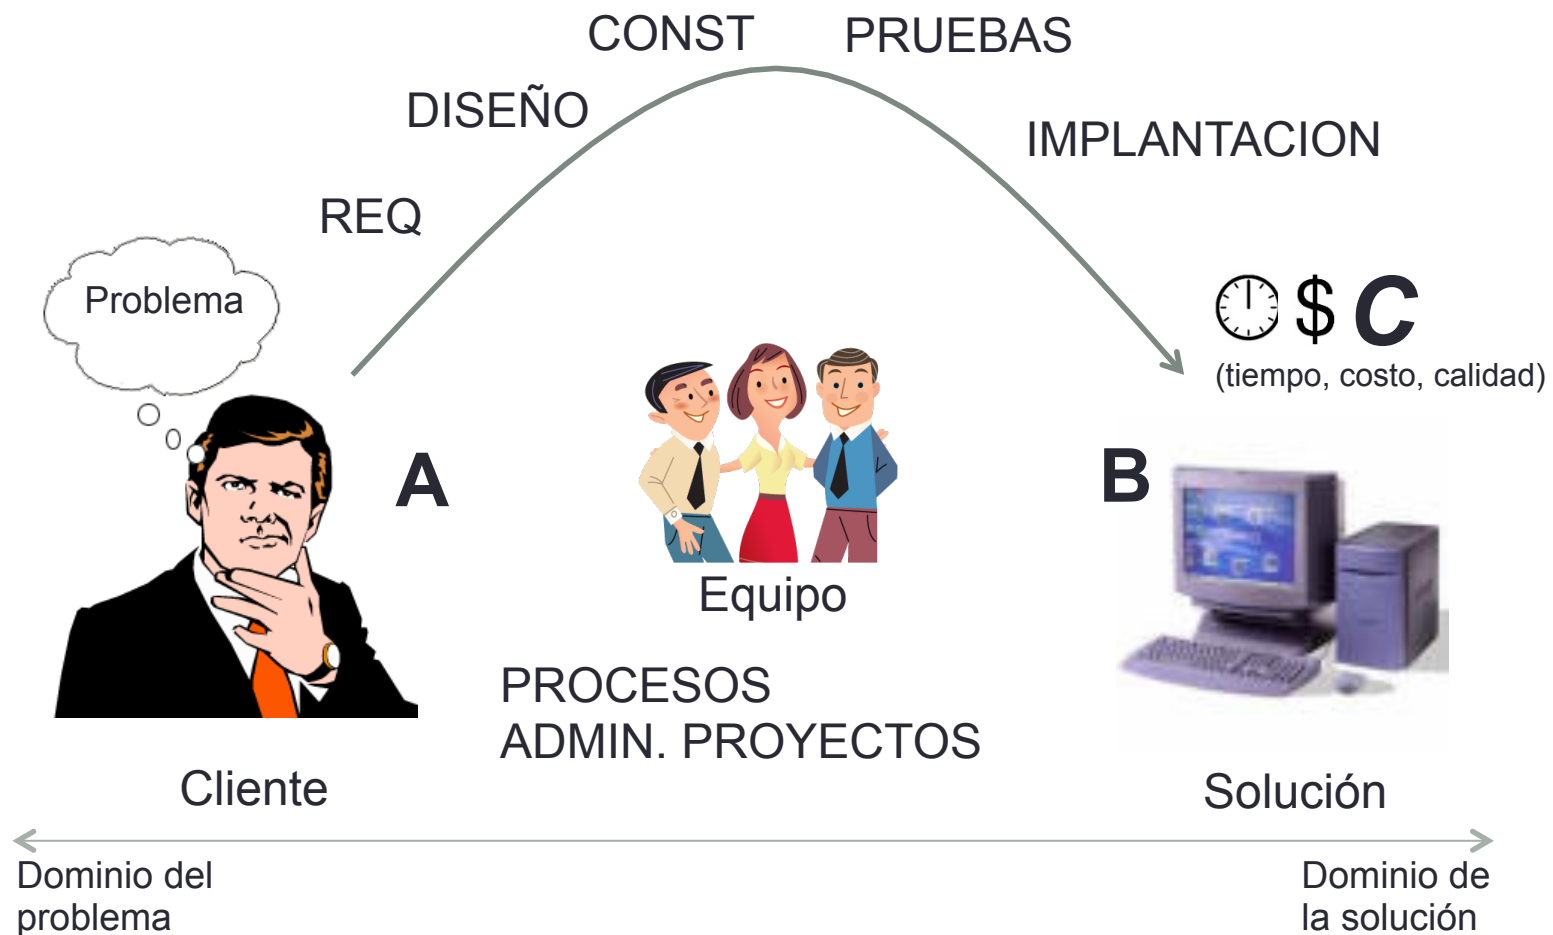 CONST
PRUEBAS
DISEÑO
IMPLANTACION
REQ
Problema
$ C
(tiempo, costo, calidad)
A
B
Equipo
PROCESOS
ADMIN. PROYECTOS
Cliente
Solución
Dominio del
problema
Dominio de
la solución